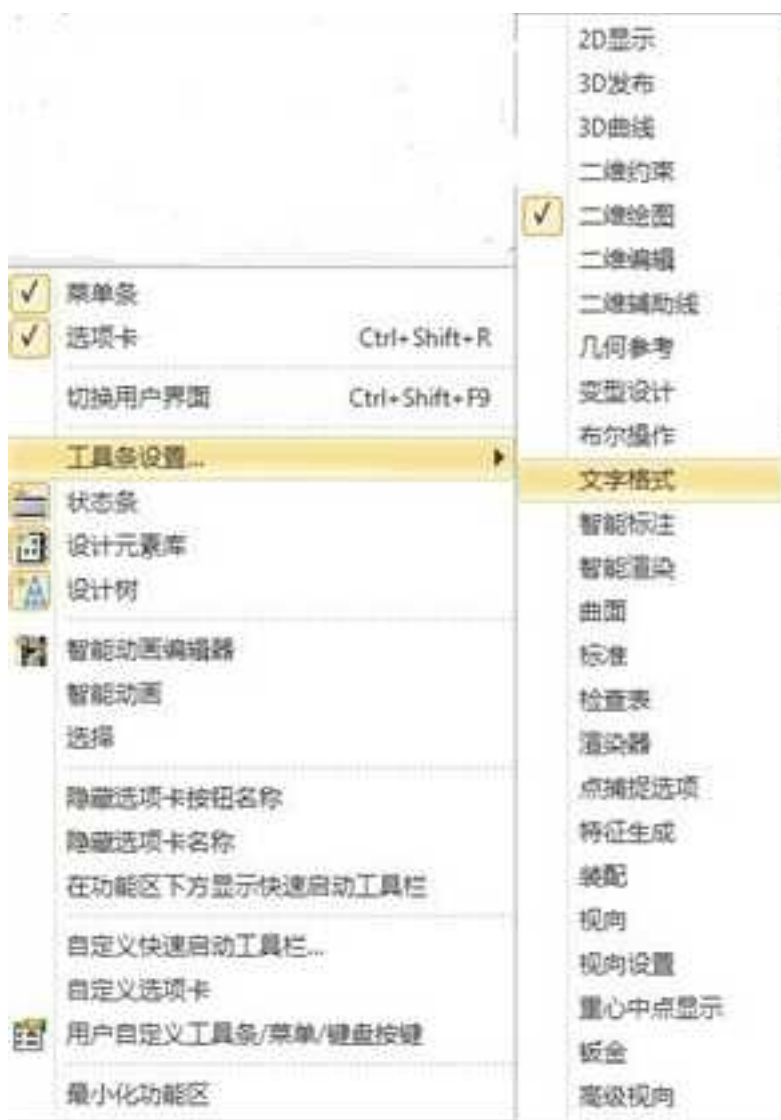 菜单条
选项卡 Ctrl+Shift+R
切换用户界面 Ctrl+Shift+F9
工具条设置...
状态条
设计元素库
设计树
智能动画编辑器
智能动画
选择
隐藏选项卡按钮名称
隐藏选项卡名称
在功能区下方显示快速启动工具栏
自定义快速启动工具栏...
自定义选项卡
用户自定义工具条/菜单/键盘按键
最小化功能区
2D显示
3D发布
3D曲线
二维约束
二维绘图
二维编辑
二维辅助线
几何参考
变型设计
布尔操作
文字格式
智能标注
智能渲染
曲面
标准
检查表
渲染器
点捕捉选项
特征生成
装配
视向
视向设置
重心中点显示
钣金
高级视向